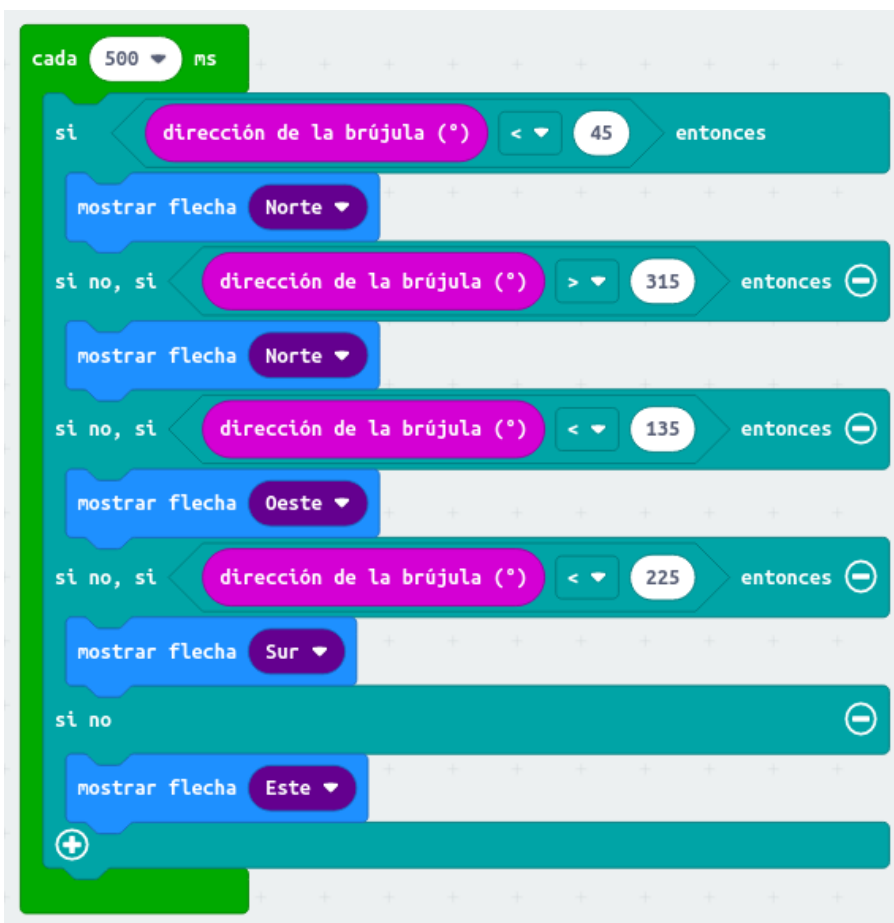 cada 500 ms
si dirección de la brújula (°) < 45 entonces
mostrar flecha Norte
si no, si dirección de la brújula (°) > 315 entonces
mostrar flecha Norte
si no, si dirección de la brújula (°) < 135 entonces
mostrar flecha Oeste
si no, si dirección de la brújula (°) < 225 entonces
mostrar flecha Sur
si no
mostrar flecha Este